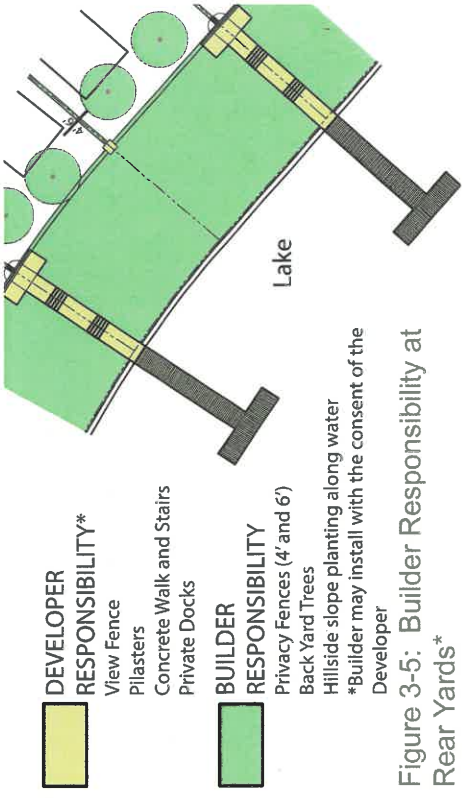 DEVELOPER
RESPONSIBILITY*
View Fence
Pilasters
Concrete Walk and Stairs
Private Docks
BUILDER
RESPONSIBILITY
Privacy Fences (4' and 6')
Back Yard Trees
Hillside slope planting along water
*Builder may install with the consent of the
Developer
Lake
Figure 3-5: Builder Responsibility at
Rear Yards*